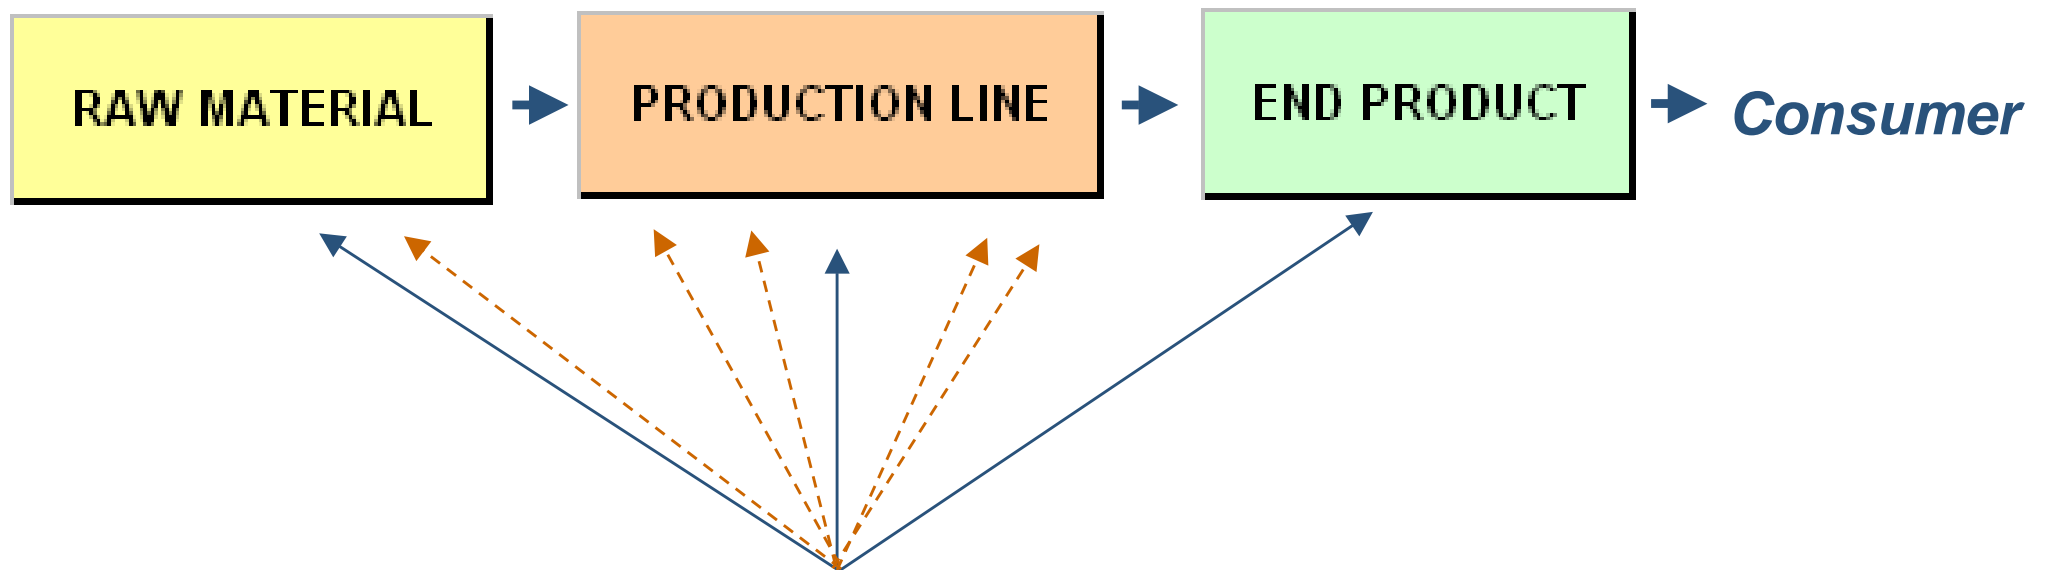 RAW MATERIAL
PRODUCTION LINE
END PRODUCT
Consumer